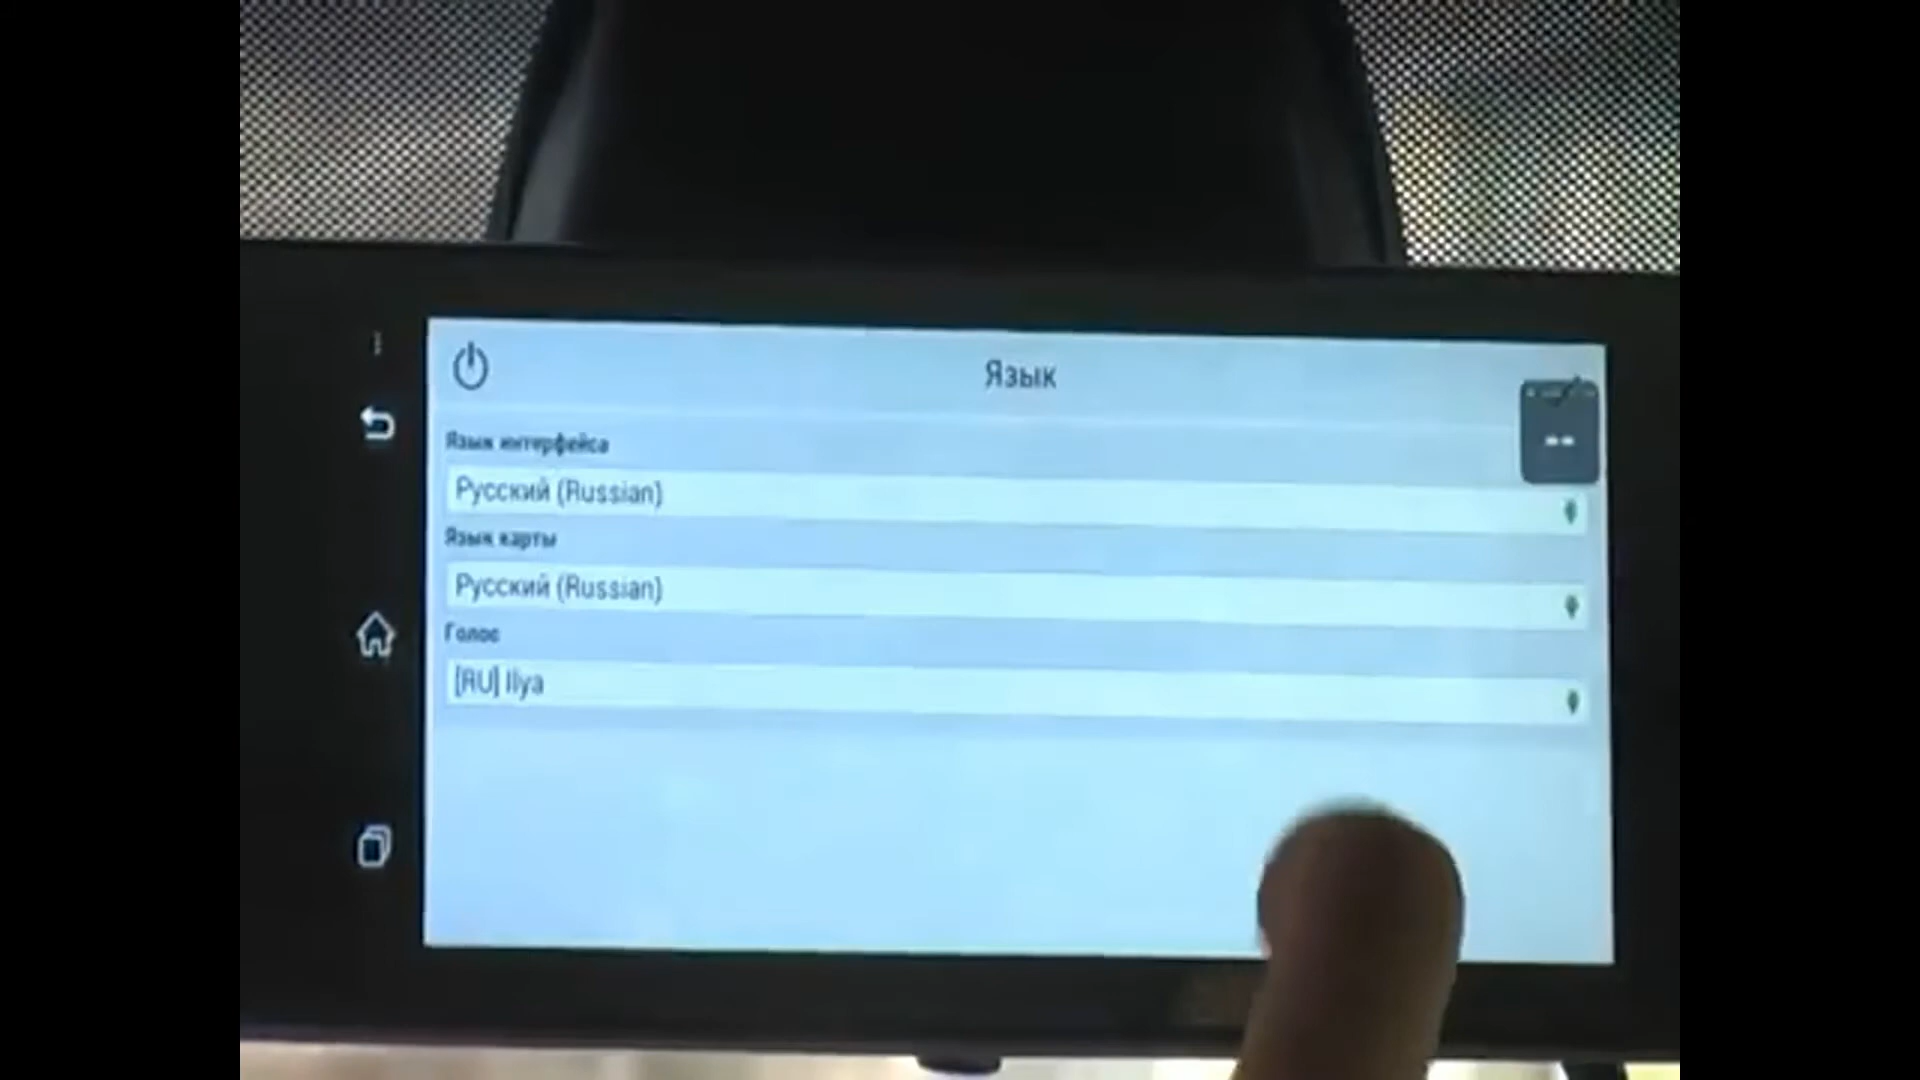 Язык
Язык интерфейса
Русский (Russian)
Язык карты
Русский (Russian)
Голос
[RU] Ilya
--